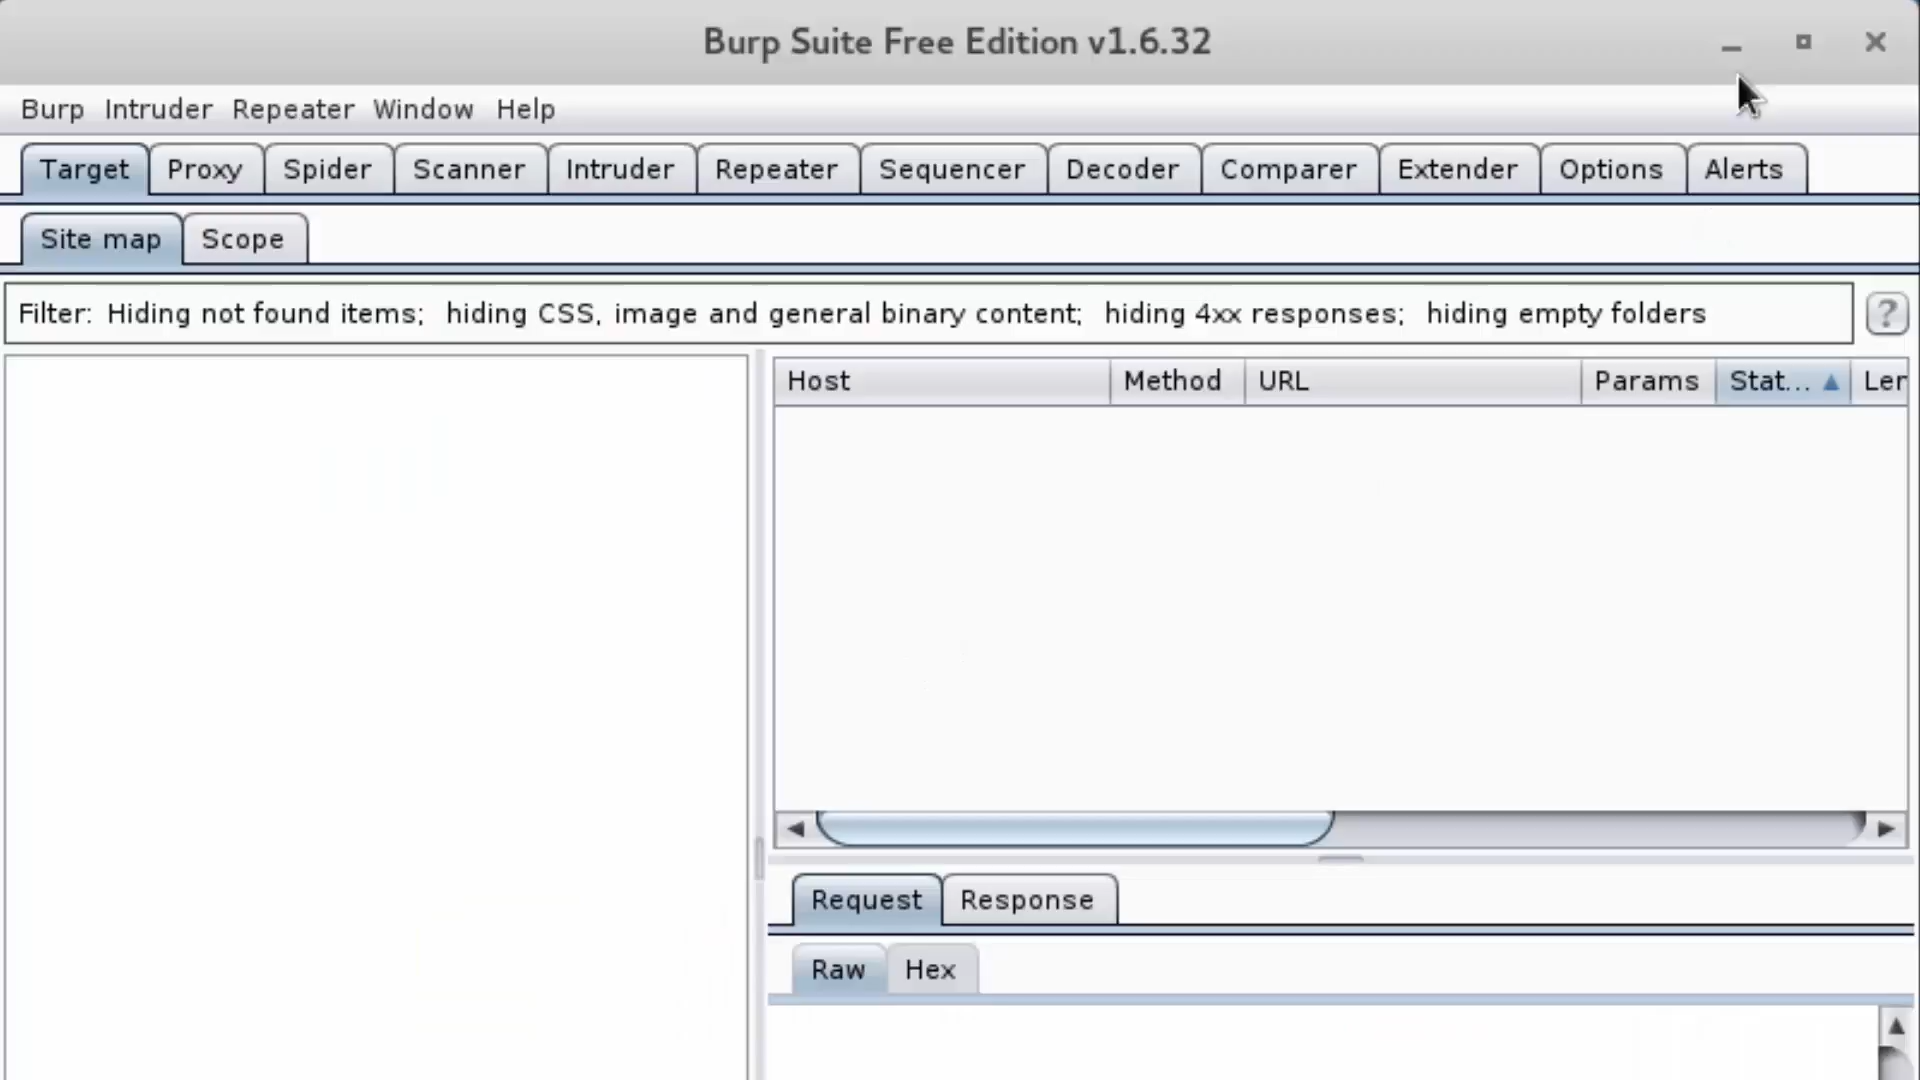 Burp Suite Free Edition v1.6.32
Burp Intruder Repeater Window Help
Target Proxy Spider Scanner Intruder Repeater Sequencer Decoder Comparer Extender Options Alerts
Site map Scope
Filter: Hiding not found items; hiding CSS, image and general binary content; hiding 4xx responses; hiding empty folders ?
Host Method URL Params Stat... Len
Request Response
Raw Hex